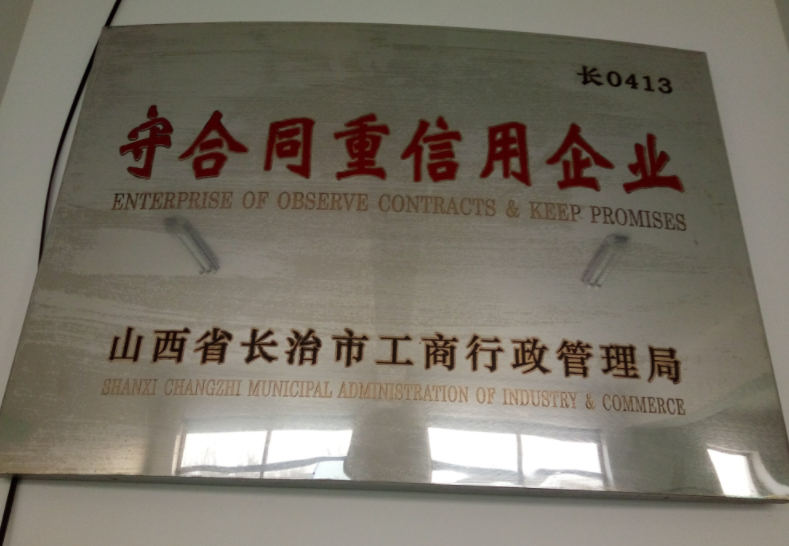 长0413
守合同重信用企业
ENTERPRISE OF OBSERVE CONTRACTS & KEEP PROMISES
山西省长治市工商行政管理局
SHANXI CHANGZHI MUNICIPAL ADMINISTRATION OF INDUSTRY & COMMERCE